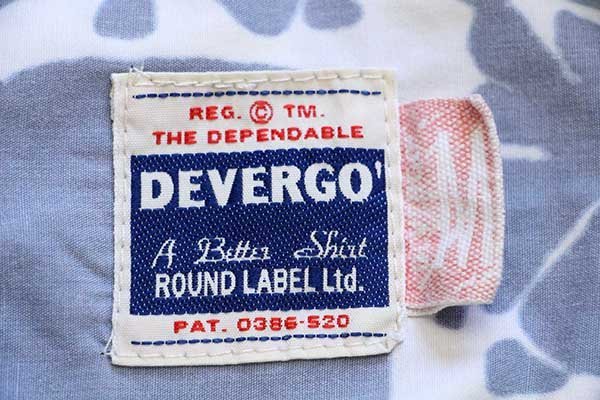 REG. © TM.
THE DEPENDABLE
DEVERGO'
A Better Shirt
ROUND LABEL Ltd.
PAT. 0386-520